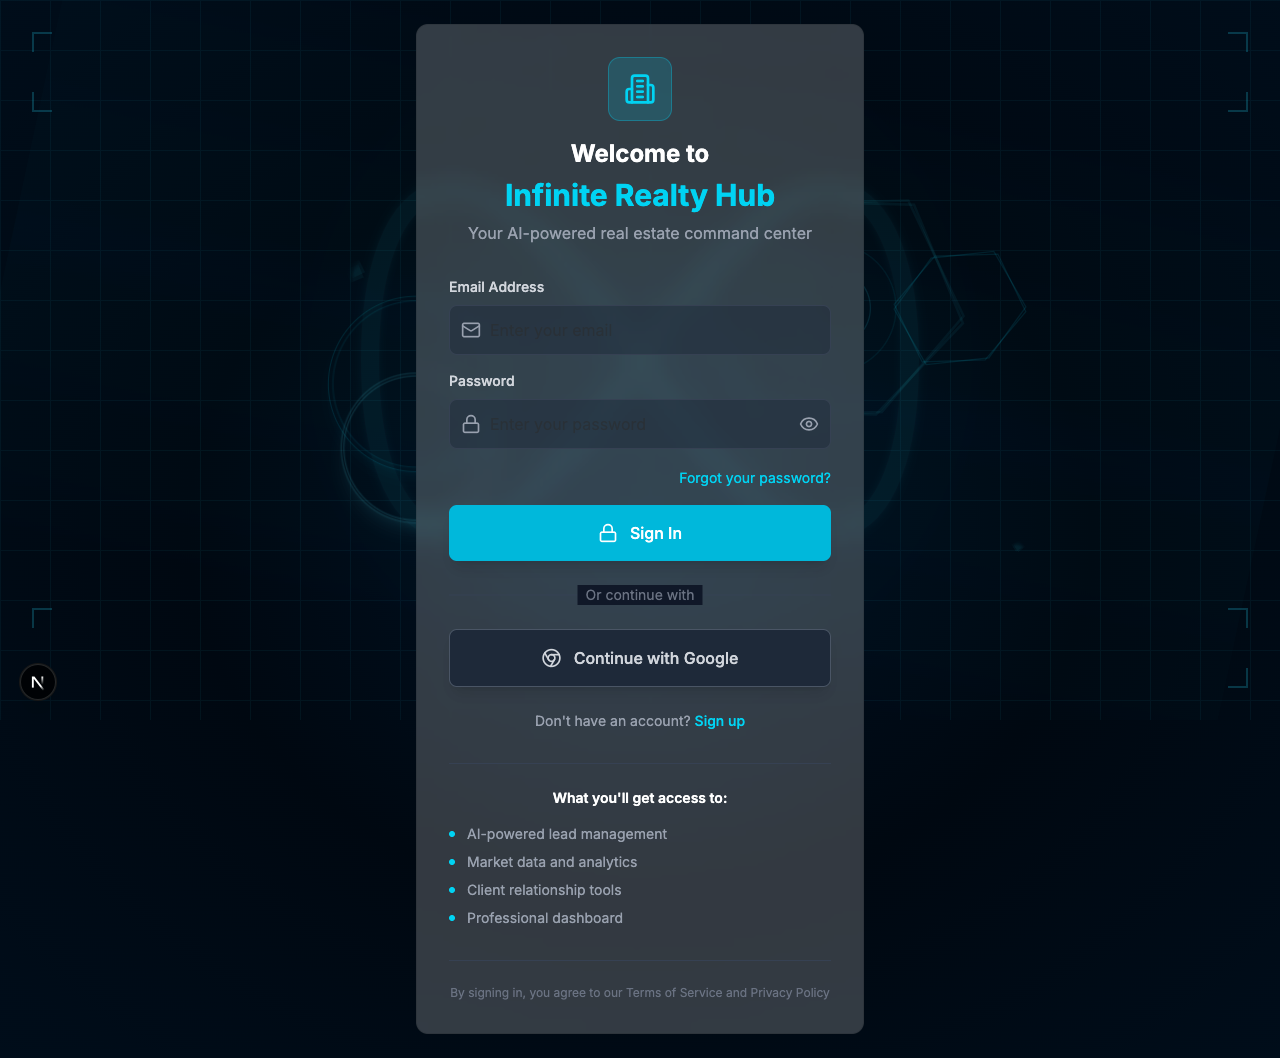 Welcome to
Infinite Realty Hub
Your AI-powered real estate command center
Email Address
Enter your email
Password
Enter your password
Forgot your password?
Sign In
Or continue with
Continue with Google
Don't have an account? Sign up
N
What you'll get access to:
AI-powered lead management
Market data and analytics
Client relationship tools
Professional dashboard
By signing in, you agree to our Terms of Service and Privacy Policy